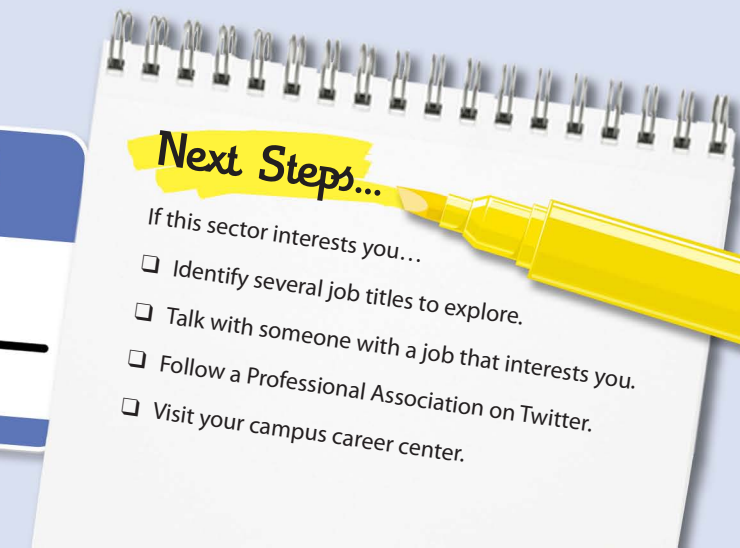 Next Steps...
If this sector interests you…
❏ Identify several job titles to explore.
❏ Talk with someone with a job that interests you.
❏ Follow a Professional Association on Twitter.
❏ Visit your campus career center.